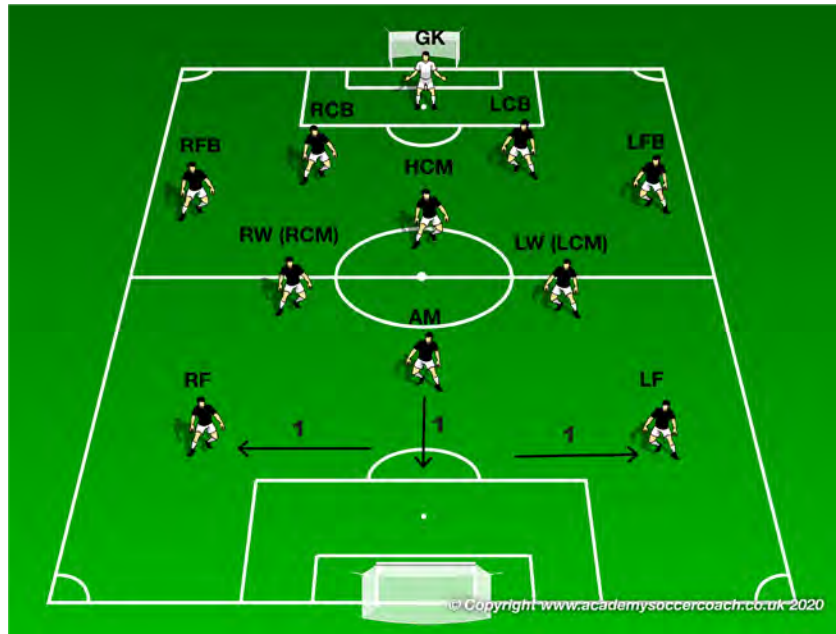 GK
RCB
LCB
RFB
LFB
HCM
RW (RCM)
LW (LCM)
AM
RF
LF
1
1
1
© Copyright www.academysoccercoach.co.uk 2020